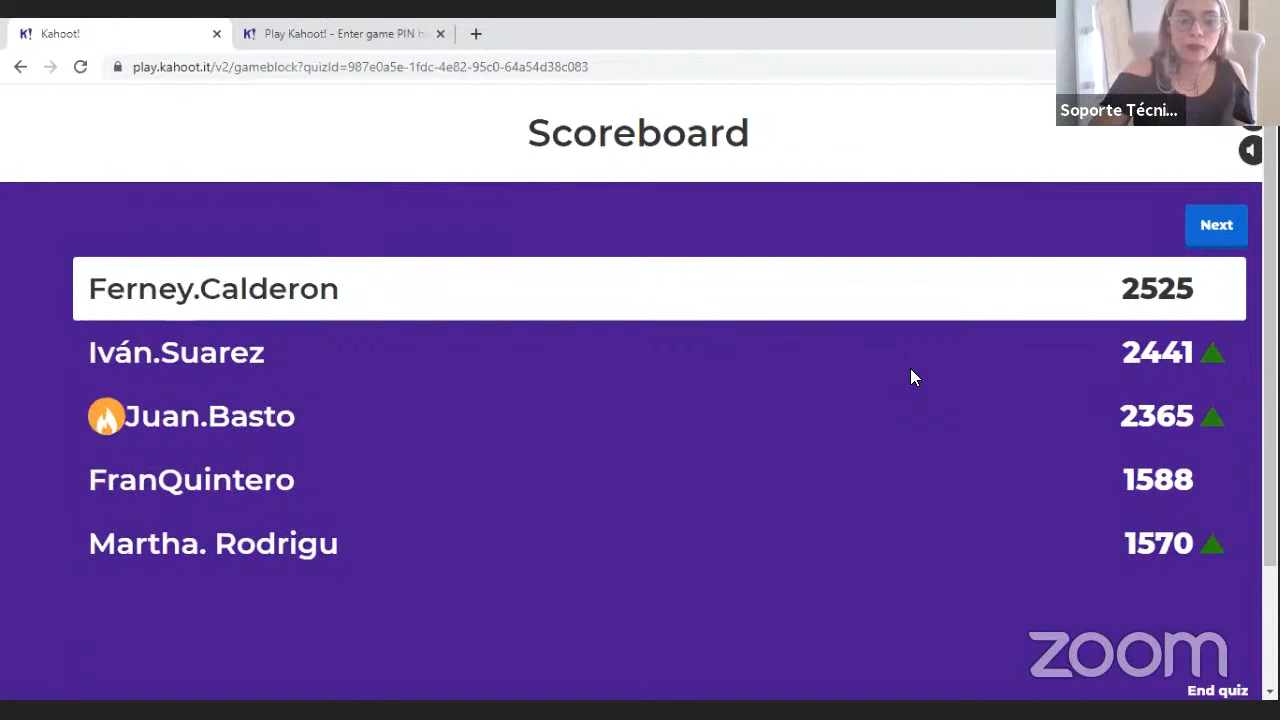 K! Kahoot!
K! Play Kahoot! - Enter game PIN h
play.kahoot.it/v2/gameblock?quizId=987e0a5e-1fdc-4e82-95c0-64a54d38c083
Soporte Técni...
Scoreboard
Next
Ferney.Calderon 2525
Iván.Suarez 2441
Juan.Basto 2365
FranQuintero 1588
Martha. Rodrigu 1570
zoom
End quiz